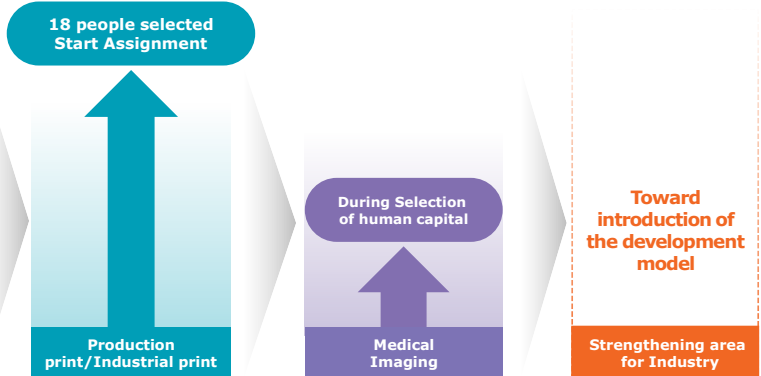 18 people selected
Start Assignment
Production
print/Industrial print
During Selection
of human capital
Medical
Imaging
Toward
introduction of
the development
model
Strengthening area
for Industry